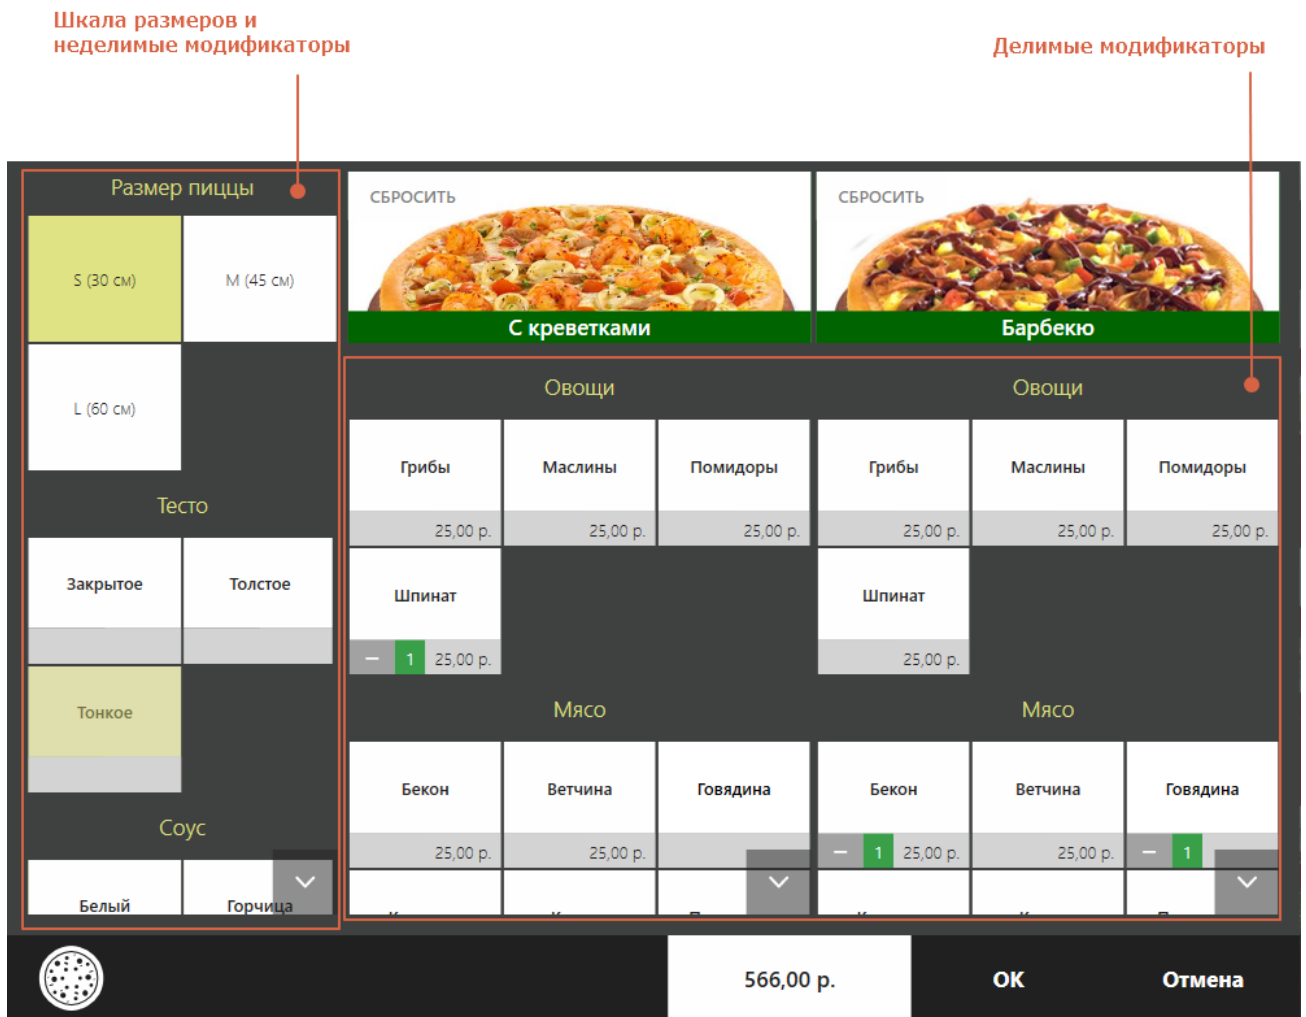 Шкала размеров и
неделимые модификаторы
Делимые модификаторы
Размер пиццы
S (30 см)
M (45 см)
L (60 см)
Тесто
Закрытое
Толстое
Тонкое
Соус
Белый
Горчица
СБРОСИТЬ
С креветками
СБРОСИТЬ
Барбекю
Овощи
Грибы
Маслины
Помидоры
25,00 р.
25,00 р.
25,00 р.
Шпинат
– 1 25,00 р.
Мясо
Бекон
Ветчина
Говядина
25,00 р.
25,00 р.
Овощи
Грибы
Маслины
Помидоры
25,00 р.
25,00 р.
25,00 р.
Шпинат
25,00 р.
Мясо
Бекон
Ветчина
Говядина
– 1 25,00 р.
25,00 р.
– 1
566,00 р.
ОК
Отмена